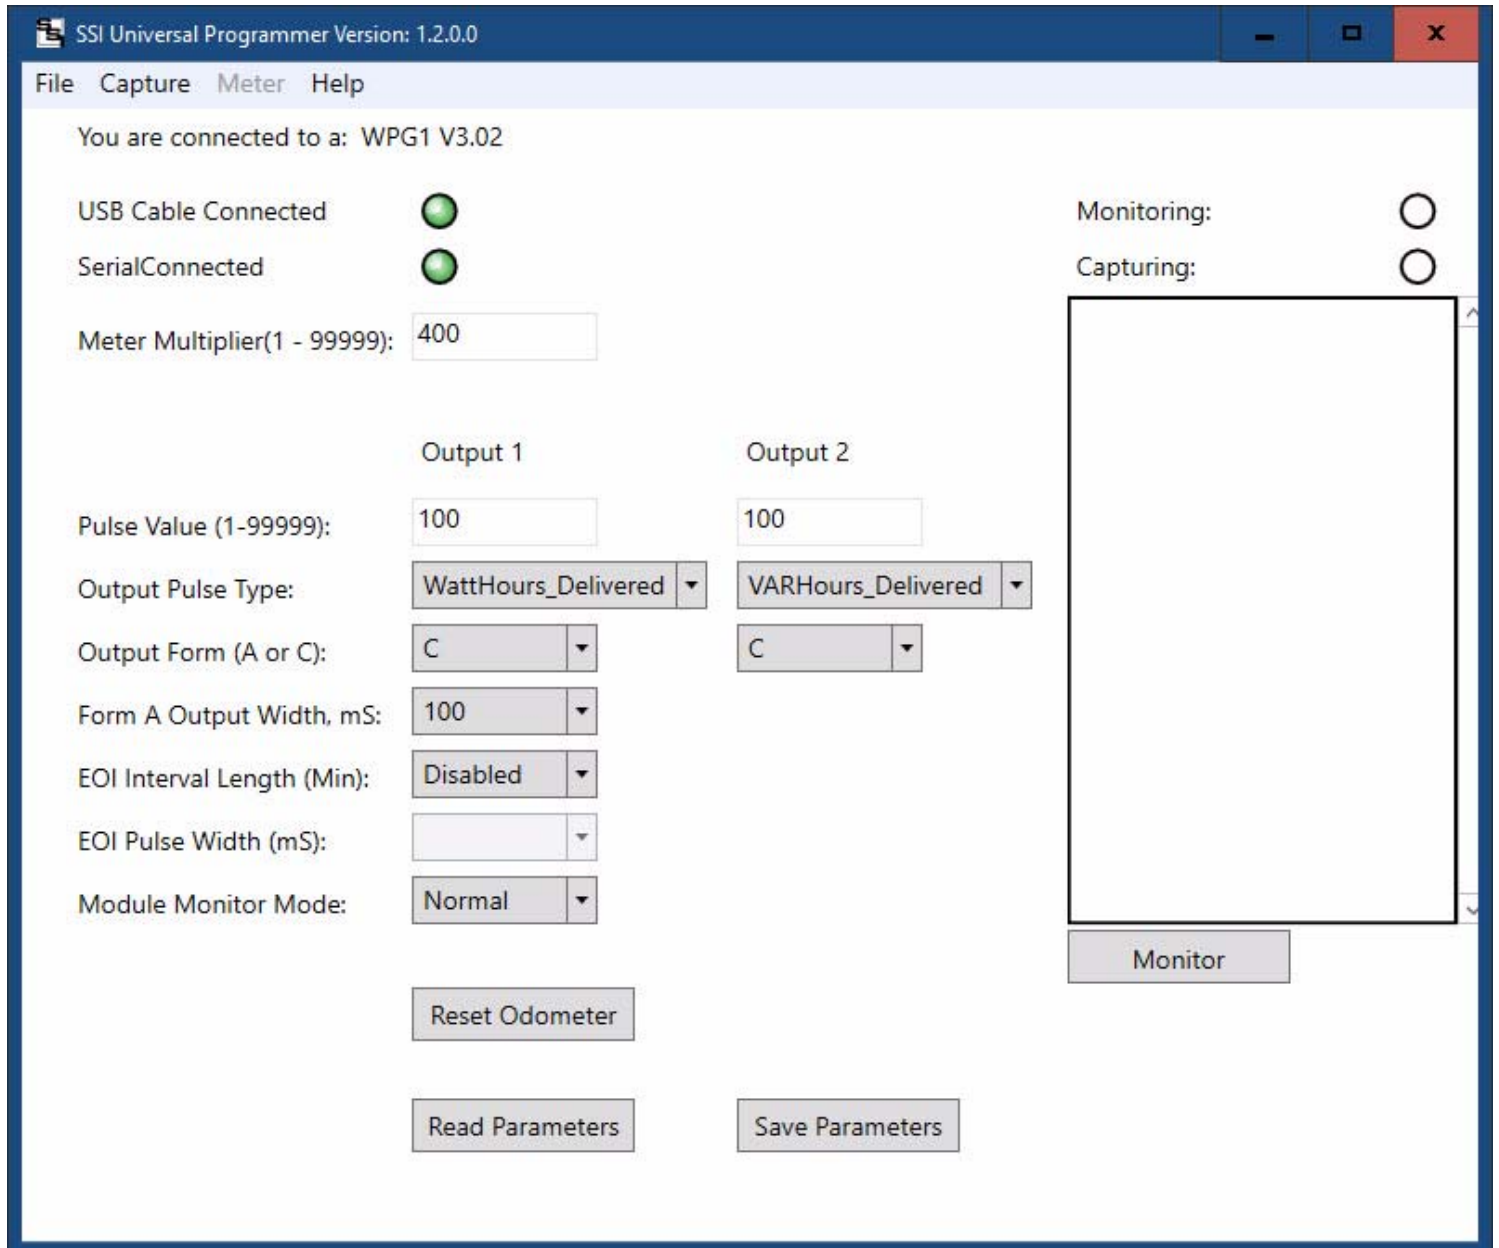 SSI Universal Programmer Version: 1.2.0.0
File Capture Meter Help
You are connected to a: WPG1 V3.02
USB Cable Connected
Monitoring:
SerialConnected
Capturing:
Meter Multiplier(1 - 99999): 400
Output 1 Output 2
Pulse Value (1-99999): 100 100
Output Pulse Type: WattHours_Delivered VARHours_Delivered
Output Form (A or C): C C
Form A Output Width, mS: 100
EOI Interval Length (Min): Disabled
EOI Pulse Width (mS):
Module Monitor Mode: Normal
Monitor
Reset Odometer
Read Parameters Save Parameters